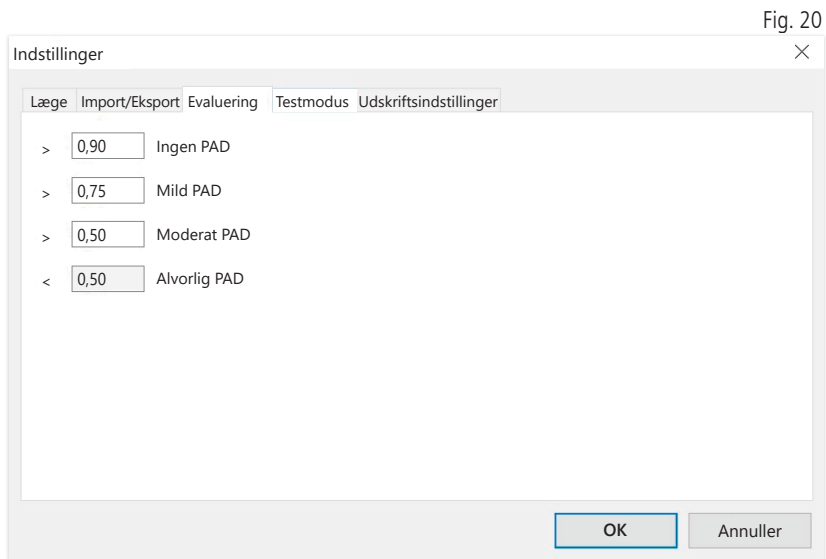 Fig. 20
Indstillinger
Læge Import/Eksport Evaluering Testmodus Udskriftsindstillinger
> 0,90 Ingen PAD
> 0,75 Mild PAD
> 0,50 Moderat PAD
< 0,50 Alvorlig PAD
OK Annuller